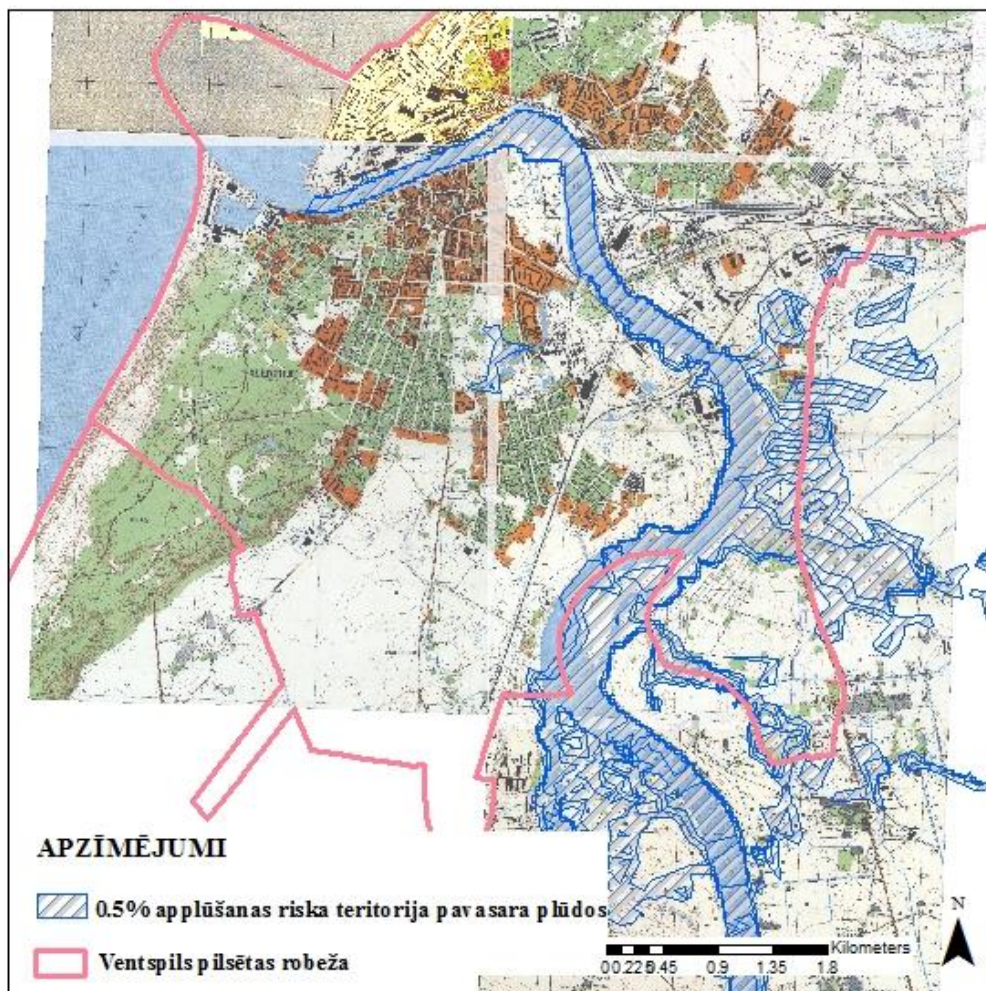 APZĪMĒJUMI
0.5% applūšanas riska teritorija pavasara plūdos
Ventspils pilsētas robeža
N
Kilometers
0 0.225 0.45 0.9 1.35 1.8